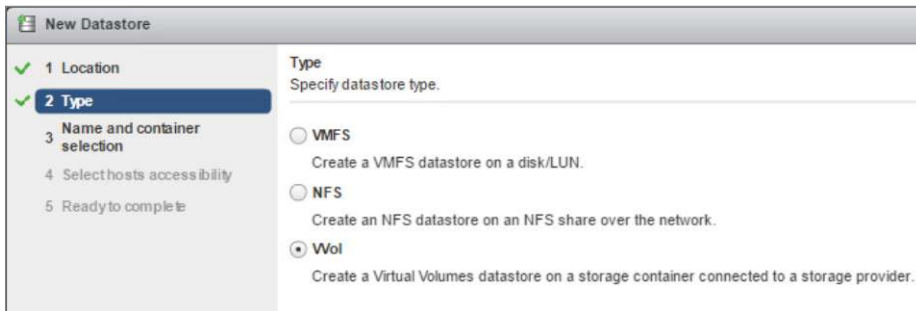 New Datastore
1 Location
2 Type
3 Name and container
selection
4 Select hosts accessibility
5 Ready to complete
Type
Specify datastore type.
VMFS
Create a VMFS datastore on a disk/LUN.
NFS
Create an NFS datastore on an NFS share over the network.
VVol
Create a Virtual Volumes datastore on a storage container connected to a storage provider.